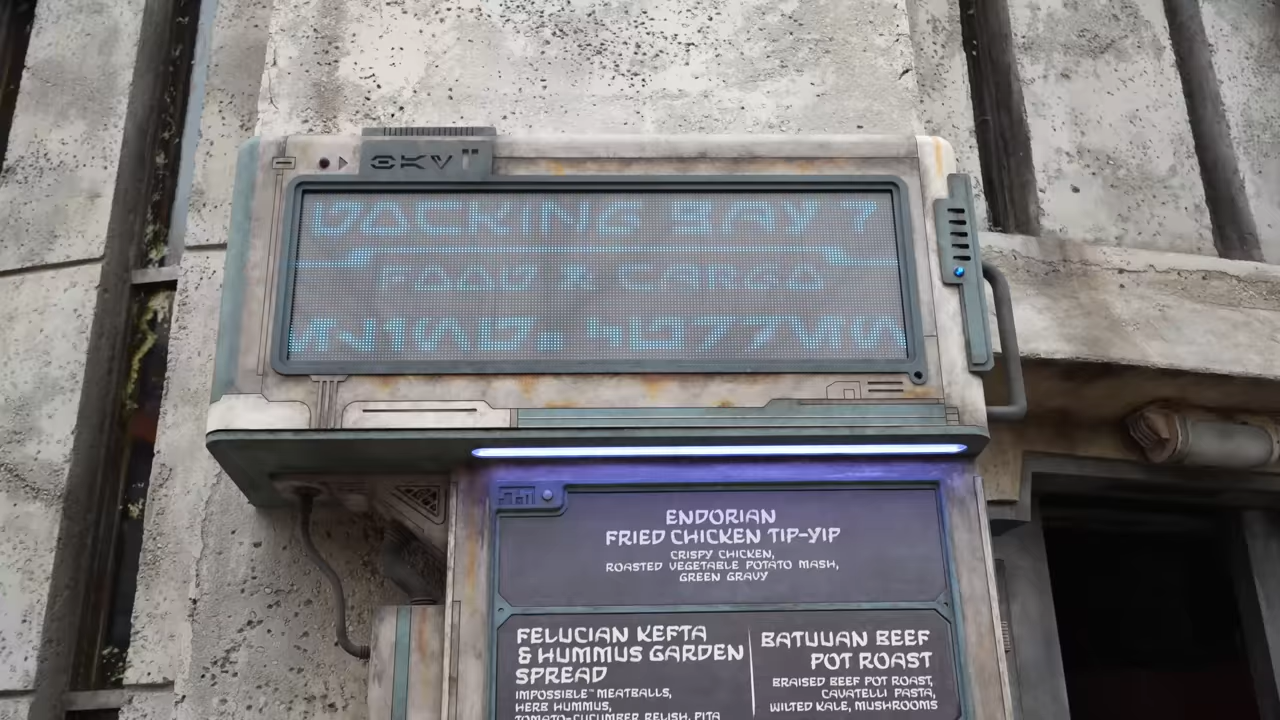 DOCKING BAY 7
FOOD & CARGO
ENDORIAN
FRIED CHICKEN TIP-YIP
CRISPY CHICKEN,
ROASTED VEGETABLE POTATO MASH,
GREEN GRAVY
FELUCIAN KEFTA
& HUMMUS GARDEN
SPREAD
IMPOSSIBLE™ MEATBALLS,
HERB HUMMUS,
TOMATO-CUCUMBER RELISH, PITA
BATUUAN BEEF
POT ROAST
BRAISED BEEF POT ROAST,
CAVATELLI PASTA,
WILTED KALE, MUSHROOMS